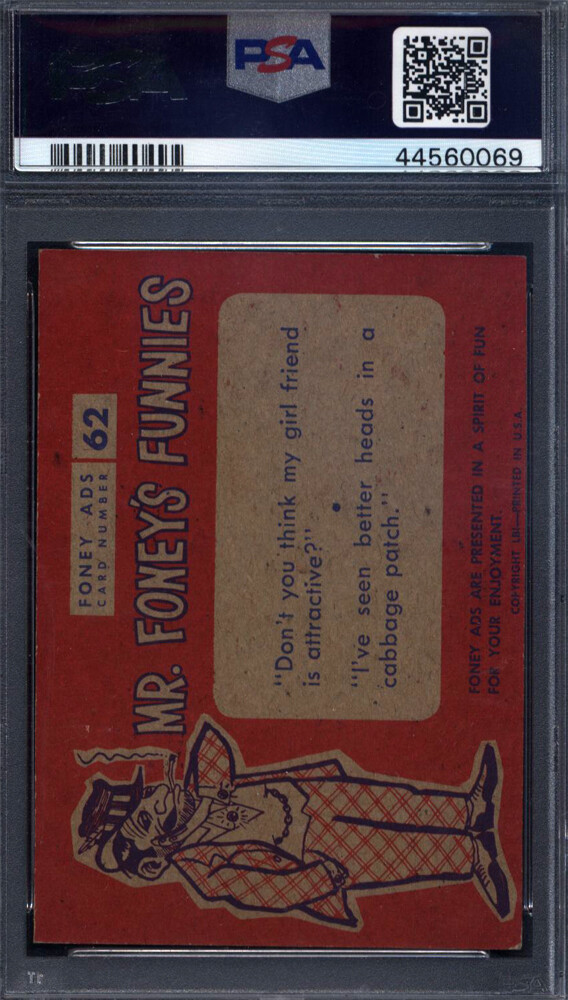 PSA
44560069
FONEY ADS
CARD NUMBER 62
MR. FONEY'S FUNNIES
"Don't you think my girl friend
is attractive?"
"I've seen better heads in a
cabbage patch."
FONEY ADS ARE PRESENTED IN A SPIRIT OF FUN
FOR YOUR ENJOYMENT.
COPYRIGHT LBI—PRINTED IN U.S.A.